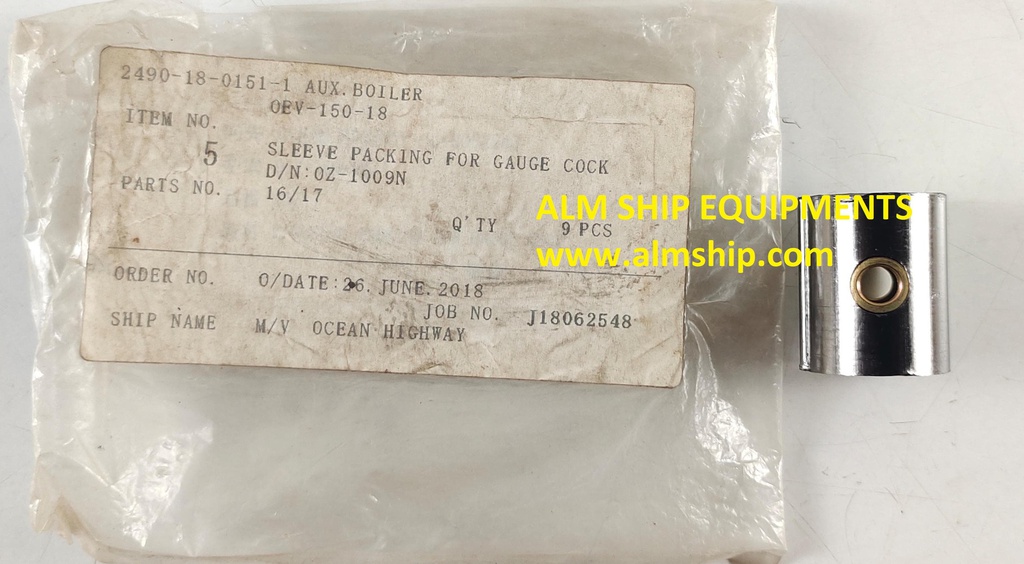 2490-18-0151-1 AUX.BOILER
OEV-150-18
ITEM NO.
5 SLEEVE PACKING FOR GAUGE COCK
D/N:OZ-1009N
PARTS NO. 16/17
Q'TY 9 PCS
ORDER NO. O/DATE:26.JUNE.2018
JOB NO. J18062548
SHIP NAME M/V OCEAN HIGHWAY
ALM SHIP EQUIPMENTS
www.almship.com